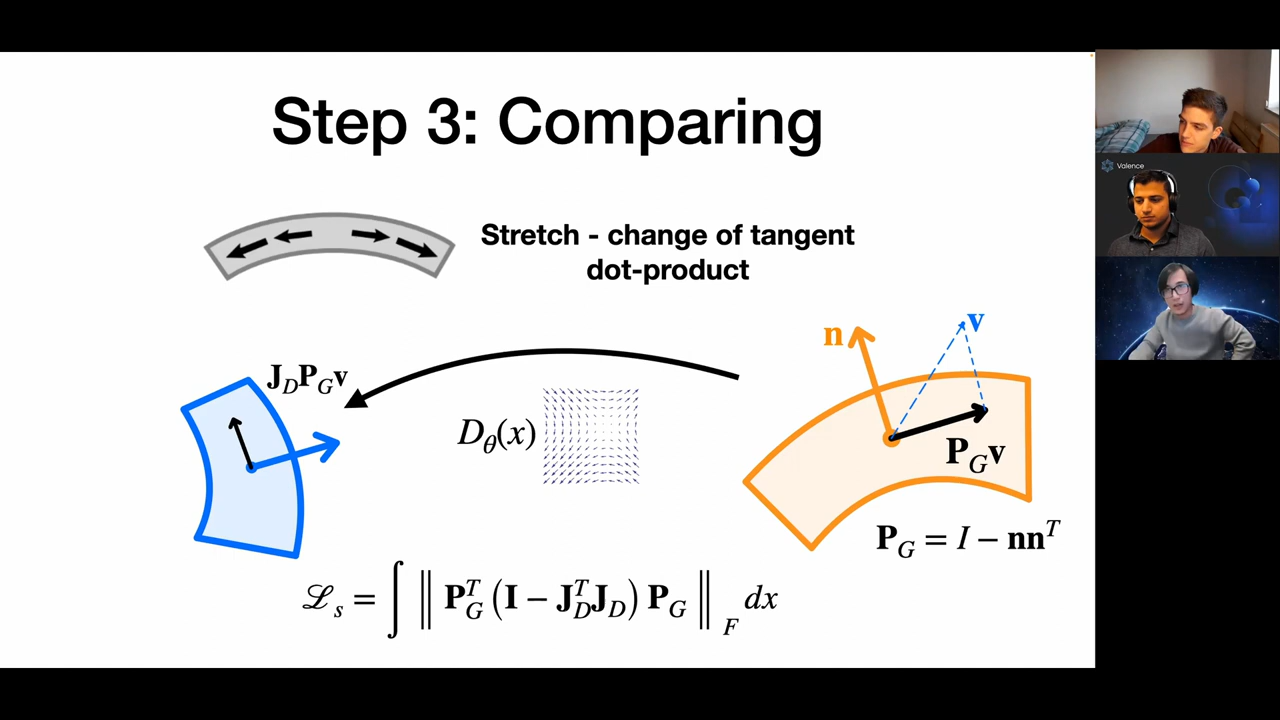 Step 3: Comparing
Valence
Stretch - change of tangent
dot-product
n
v
J_D P_G v
D_θ(x)
P_G v
P_G = I − nn^T
ℒ_s = ∫ ‖ P_G^T (I − J_D^T J_D) P_G ‖_F dx